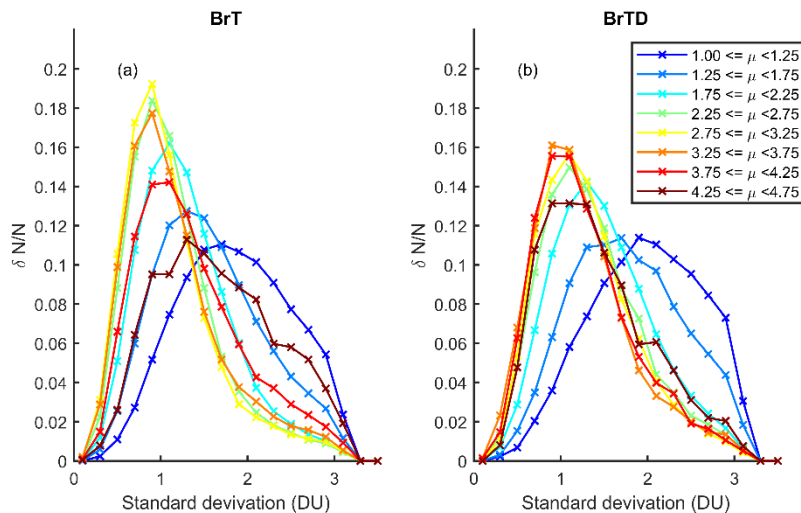 BrT
BrTD
(a)
(b)
1.00 <= μ <1.25
1.25 <= μ <1.75
1.75 <= μ <2.25
2.25 <= μ <2.75
2.75 <= μ <3.25
3.25 <= μ <3.75
3.75 <= μ <4.25
4.25 <= μ <4.75
δ N/N
0.2
0.18
0.16
0.14
0.12
0.1
0.08
0.06
0.04
0.02
0
0 1 2 3
Standard devivation (DU)
δ N/N
0.2
0.18
0.16
0.14
0.12
0.1
0.08
0.06
0.04
0.02
0
0 1 2 3
Standard devivation (DU)